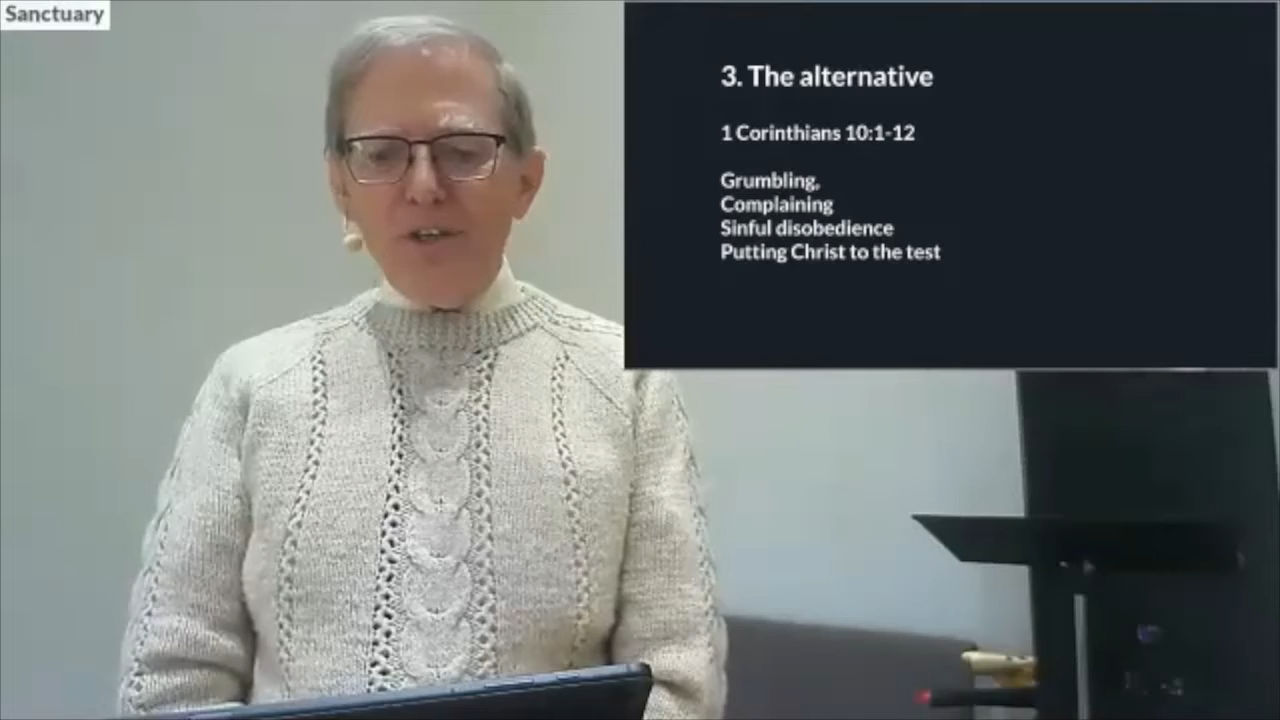 Sanctuary
3. The alternative
1 Corinthians 10:1-12
Grumbling,
Complaining
Sinful disobedience
Putting Christ to the test